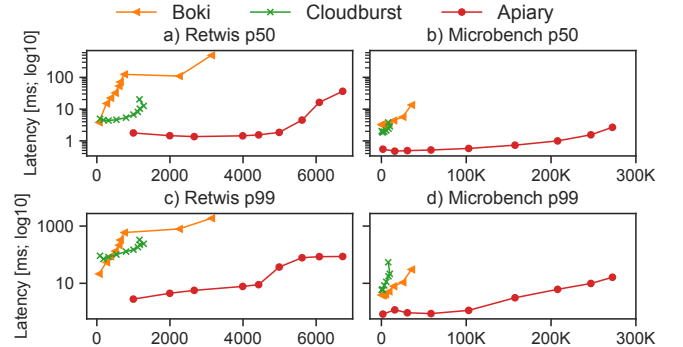 Boki Cloudburst Apiary
a) Retwis p50 b) Microbench p50
Latency [ms; log10]
100
10
1
0 2000 4000 6000 0 100K 200K 300K
c) Retwis p99 d) Microbench p99
Latency [ms; log10]
1000
10
0 2000 4000 6000 0 100K 200K 300K